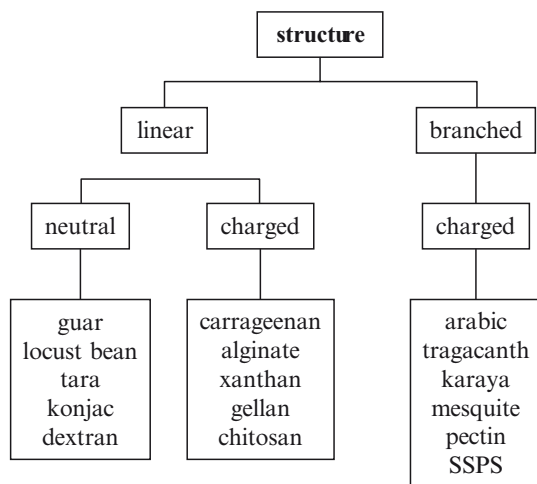 structure
linear
branched
neutral
charged
charged
guar
locust bean
tara
konjac
dextran
carrageenan
alginate
xanthan
gellan
chitosan
arabic
tragacanth
karaya
mesquite
pectin
SSPS